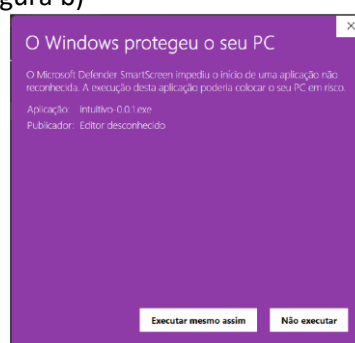 gura b)
O Windows protegeu o seu PC
O Microsoft Defender SmartScreen impediu o início de uma aplicação não
reconhecida. A execução desta aplicação poderia colocar o seu PC em risco.
Aplicação: Intuitivo-0.0.1.exe
Publicador: Editor desconhecido
Executar mesmo assim Não executar